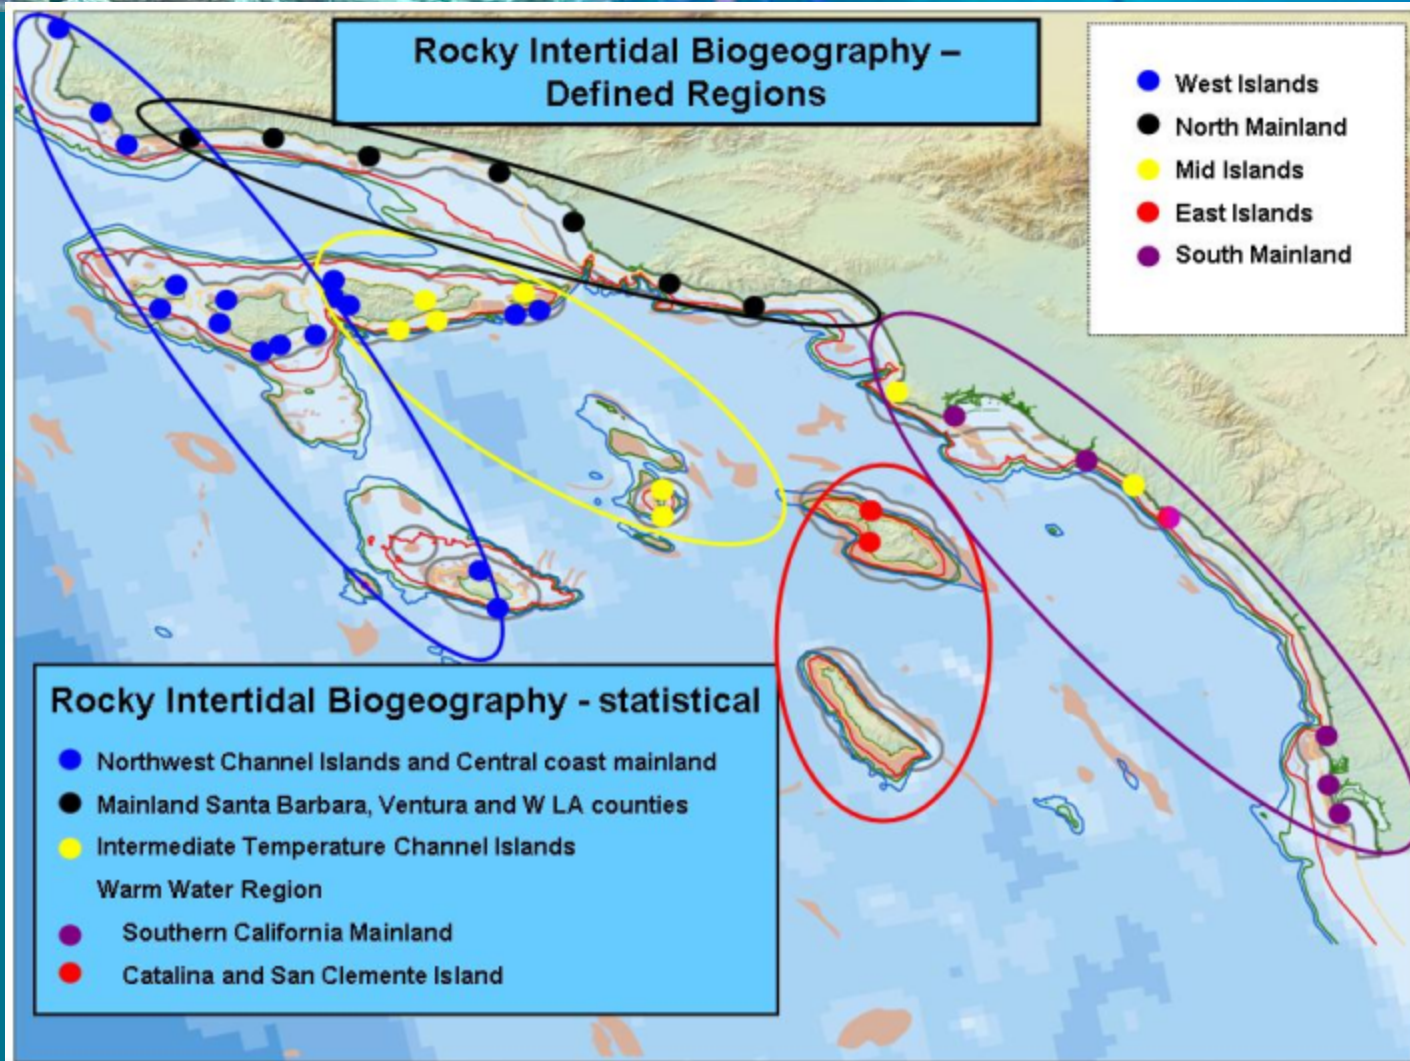 Rocky Intertidal Biogeography –
Defined Regions
West Islands
North Mainland
Mid Islands
East Islands
South Mainland
Rocky Intertidal Biogeography - statistical
Northwest Channel Islands and Central coast mainland
Mainland Santa Barbara, Ventura and W LA counties
Intermediate Temperature Channel Islands
Warm Water Region
Southern California Mainland
Catalina and San Clemente Island